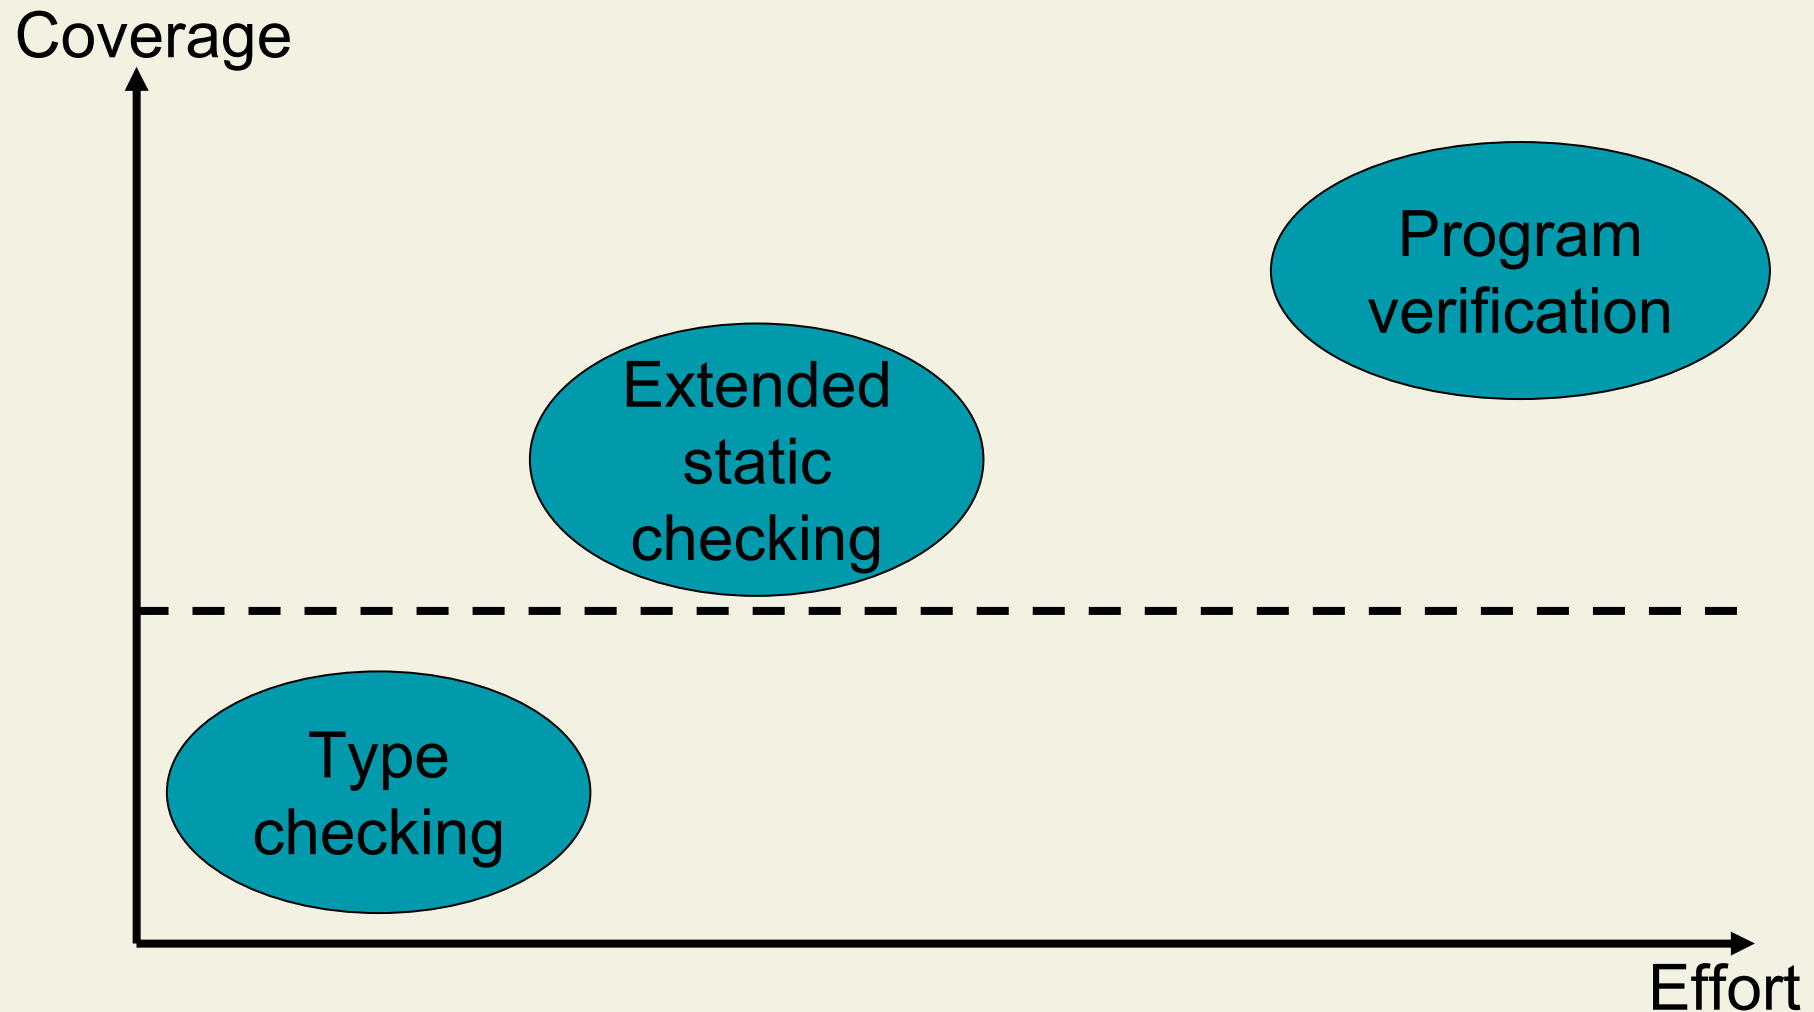 Coverage
Program
verification
Extended
static
checking
Type
checking
Effort